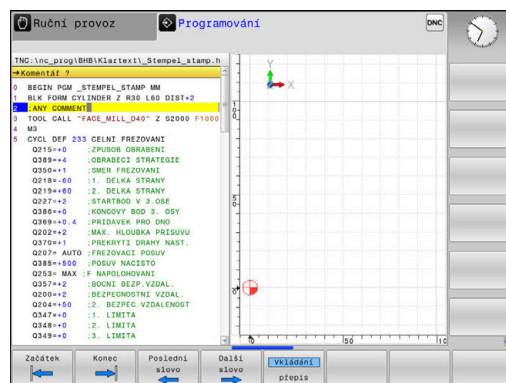 Ruční provoz
Programování
DNC
TNC:\nc_prog\BHB\Klartext\_Stempel_stamp.h
→Komentář ?
0 BEGIN PGM _STEMPEL_STAMP MM
1 BLK FORM CYLINDER Z R30 L60 DIST+2
2 ;ANY COMMENT
3 TOOL CALL "FACE_MILL_D40" Z S2000 F1000
4 M3
5 CYCL DEF 233 CELNI FREZOVANI
Q215=+0 ;ZPUSOB OBRABENI
Q389=+4 ;OBRABECI STRATEGIE
Q350=+1 ;SMER FREZOVANI
Q218=-60 ;1. DELKA STRANY
Q219=+60 ;2. DELKA STRANY
Q227=+2 ;STARTBOD V 3.OSE
Q386=+0 ;KONCOVY BOD 3. OSY
Q369=+0.4 ;PRIDAVEK PRO DNO
Q202=+2 ;MAX. HLOUBKA PRISUVU
Q370=+1 ;PREKRYTI DRAHY NAST.
Q207= AUTO ;FREZOVACI POSUV
Q385=+500 ;POSUV NACISTO
Q253= MAX ;F NAPOLOHOVANI
Q357=+2 ;BOCNI BEZP.VZDAL.
Q200=+2 ;BEZPECNOSTNI VZDAL.
Q204=+50 ;2. BEZPEC.VZDALENOST
Q347=+0 ;1. LIMITA
Q348=+0 ;2. LIMITA
Q349=+0 ;3. LIMITA
Y
X
100
50
0
0
50
Začátek
Konec
Poslední slovo
Další slovo
Vkládání
přepis